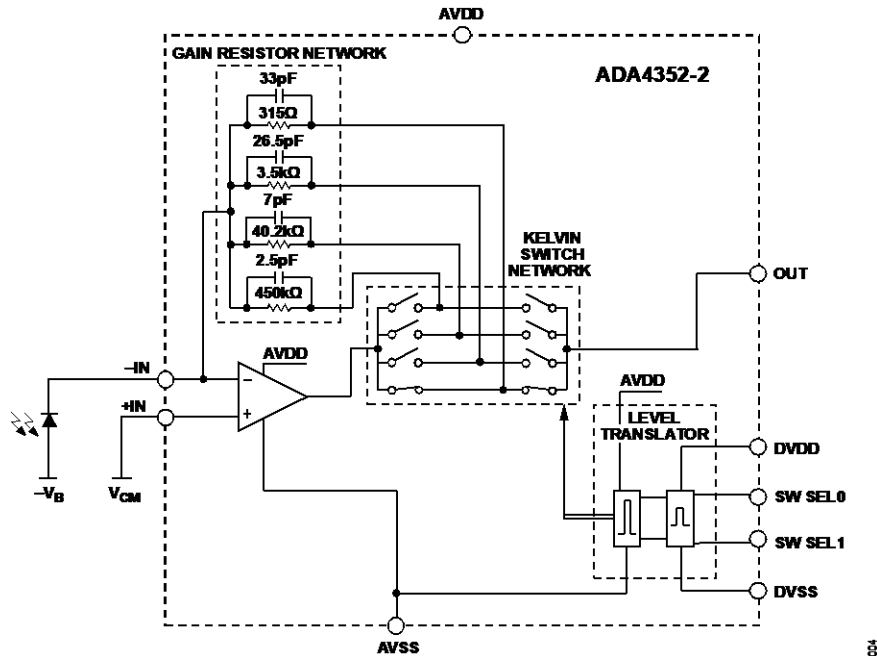 AVDD
GAIN RESISTOR NETWORK
ADA4352-2
33pF
315Ω
26.5pF
3.5kΩ
7pF
40.2kΩ
2.5pF
450kΩ
KELVIN
SWITCH
NETWORK
OUT
–IN
AVDD
–
+IN
+
AVDD
LEVEL
TRANSLATOR
DVDD
–VB
VCM
SW SEL0
SW SEL1
DVSS
AVSS
004